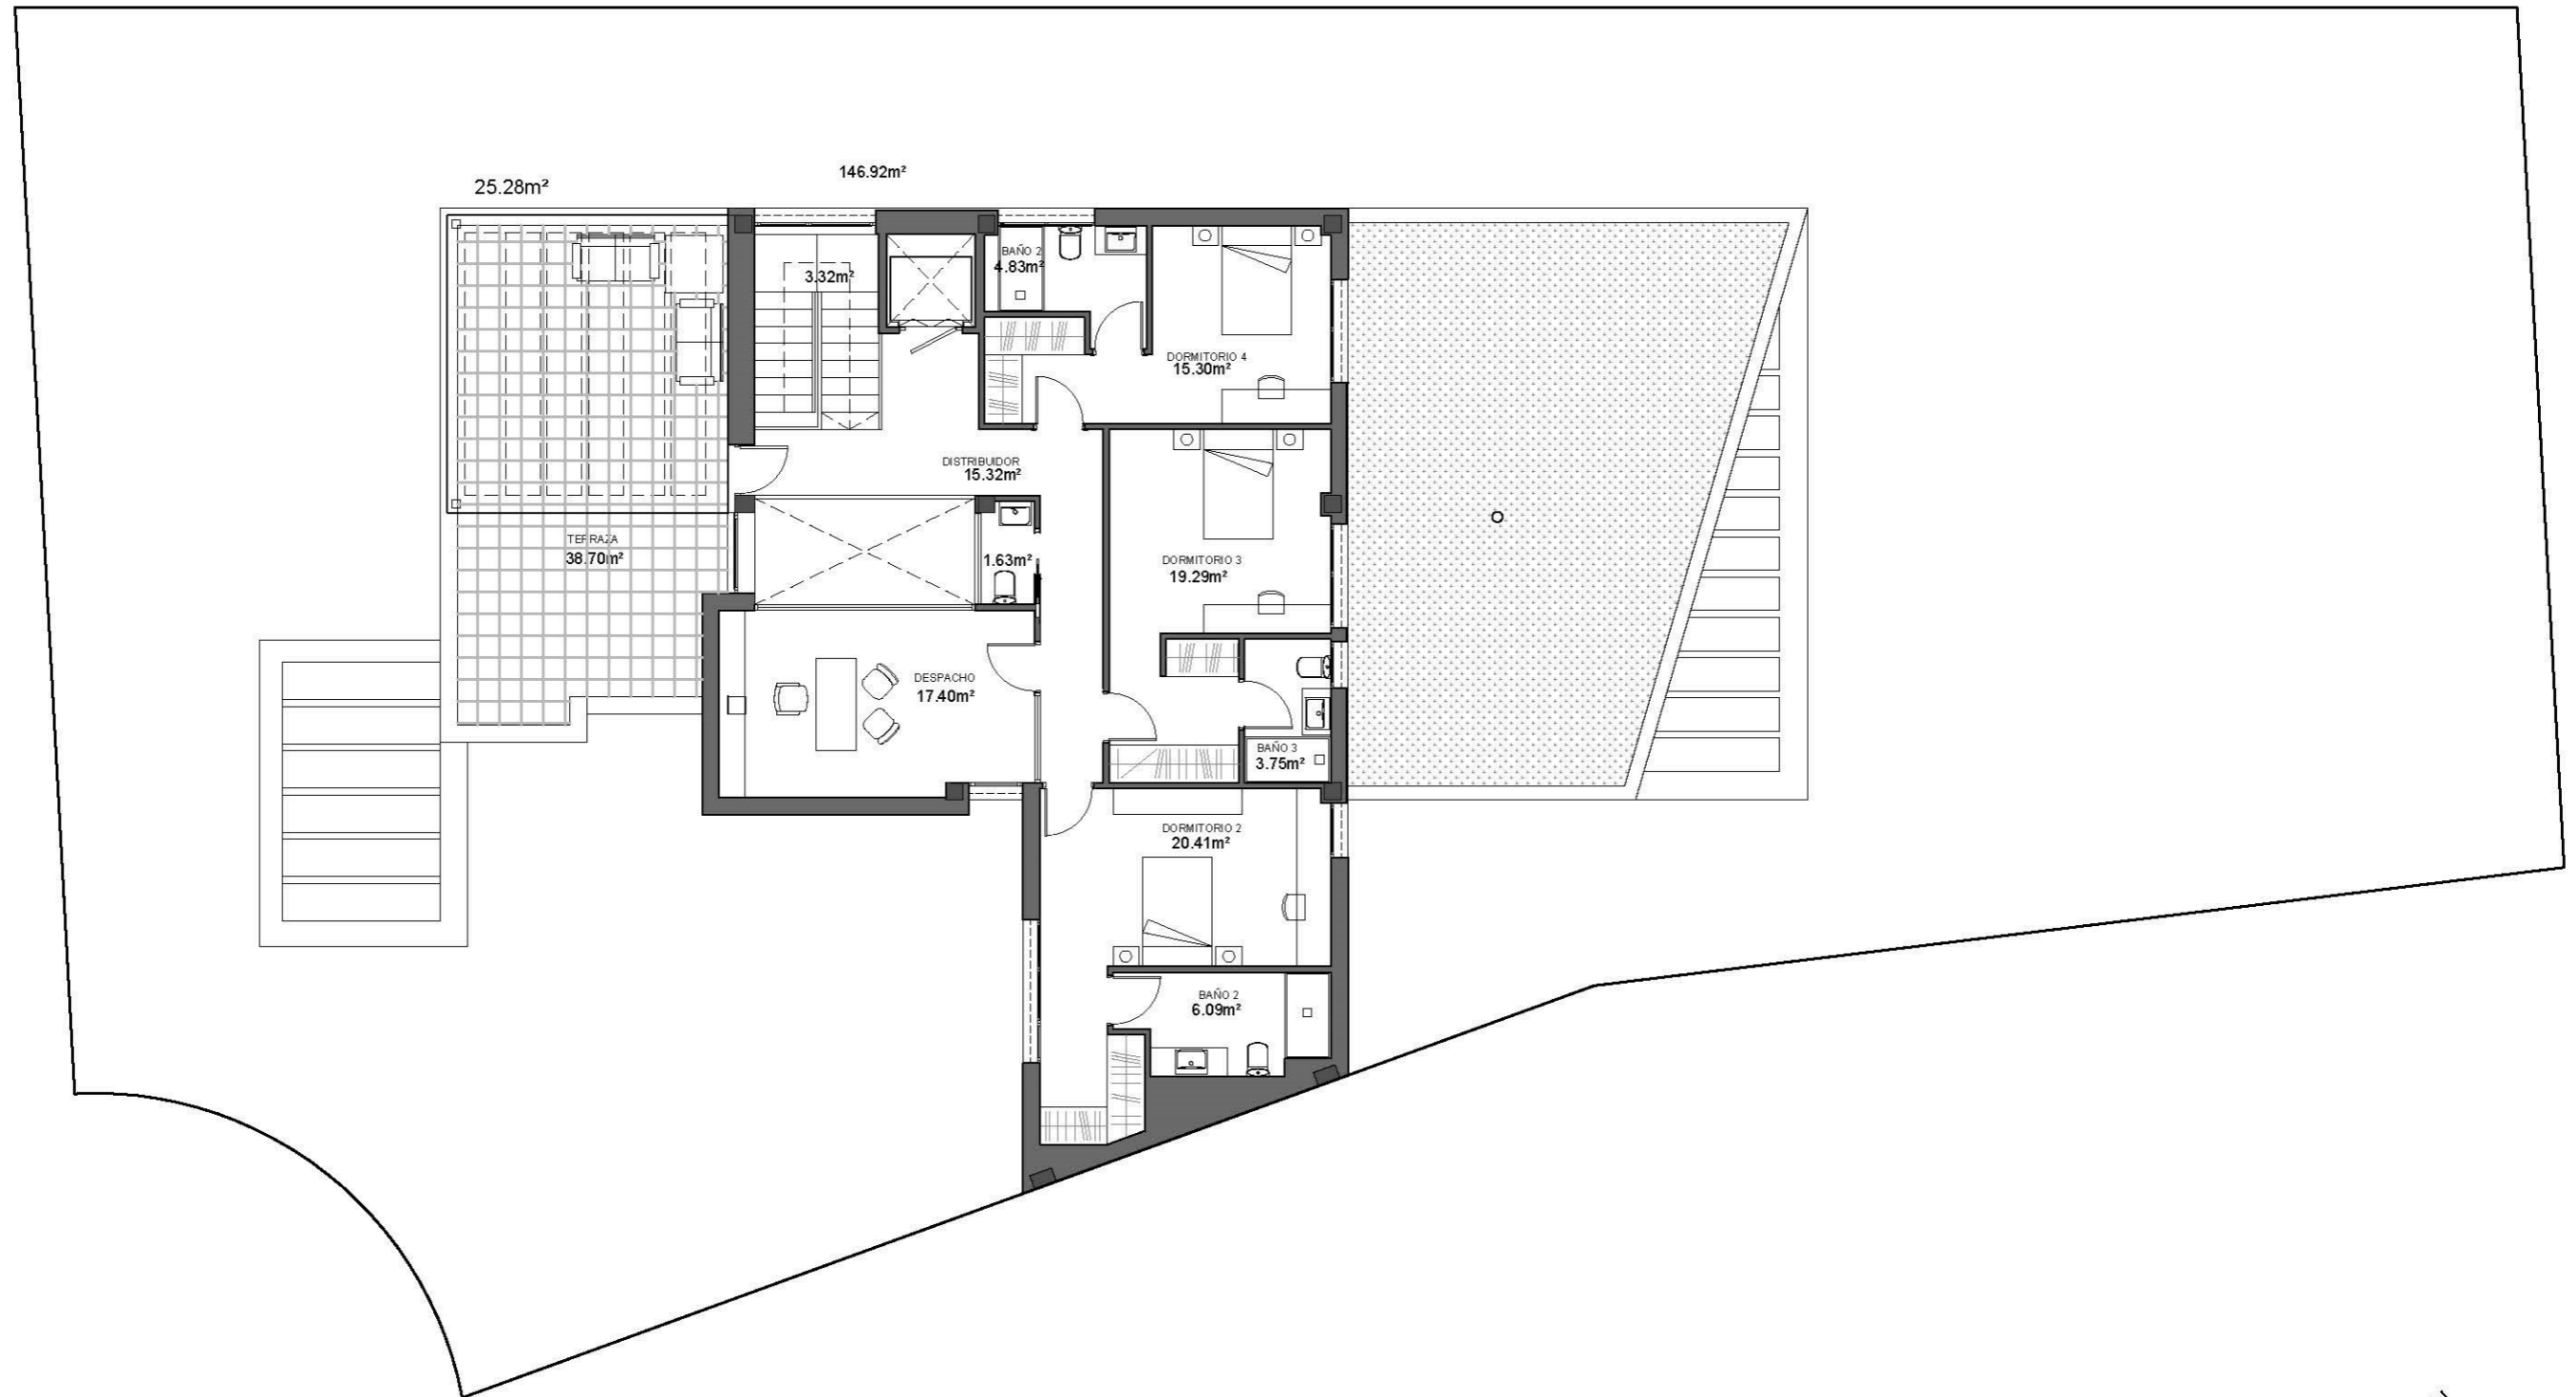 146.92m²
25.28m²
BAÑO 2
4.83m²
3.32m²
DORMITORIO 4
15.30m²
DISTRIBUIDOR
15.32m²
TERRAZA
38.70m²
1.63m²
DORMITORIO 3
19.29m²
DESPACHO
17.40m²
BAÑO 3
3.75m²
DORMITORIO 2
20.41m²
BAÑO 2
6.09m²